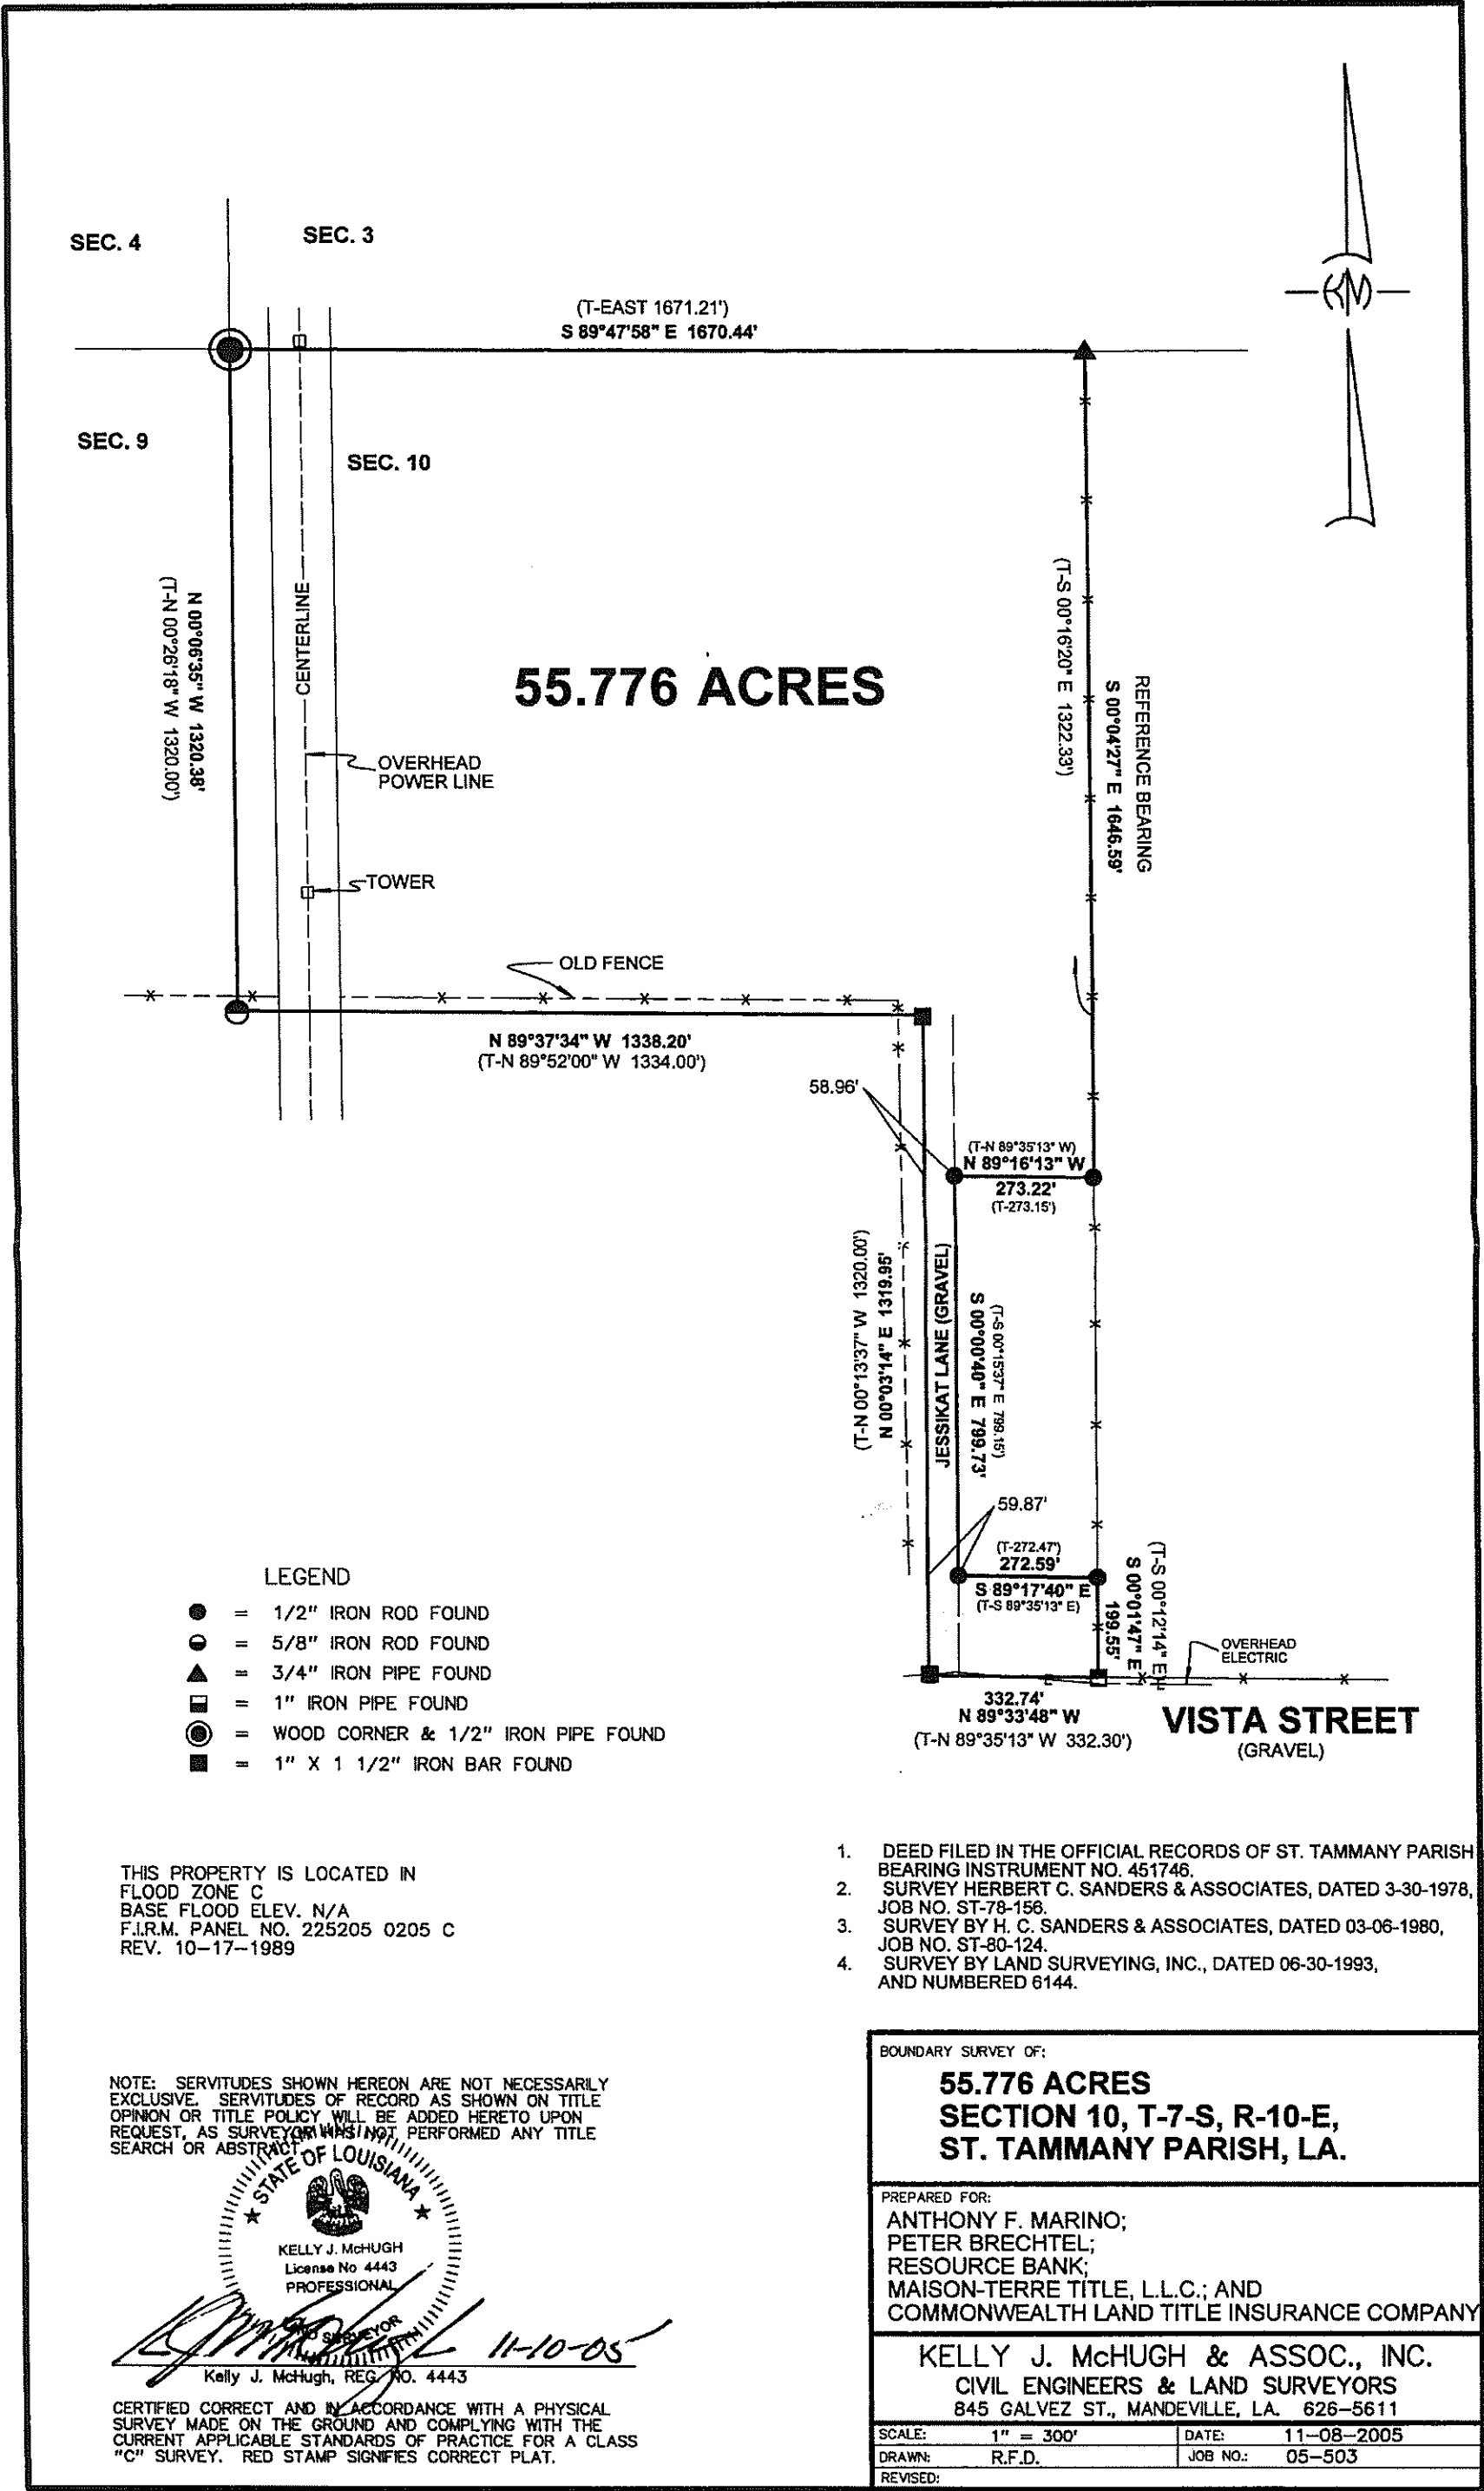 SEC. 4
SEC. 3
(T-EAST 1671.21')
S 89°47'58" E 1670.44'
SEC. 9
SEC. 10
N 00°06'35" W 1320.38'
(T-N 00°26'18" W 1320.00')
CENTERLINE
55.776 ACRES
OVERHEAD
POWER LINE
TOWER
(T-S 00°16'20" E 1322.33')
REFERENCE BEARING
S 00°04'27" E 1646.59'
OLD FENCE
N 89°37'34" W 1338.20'
(T-N 89°52'00" W 1334.00')
58.96'
(T-N 89°35'13" W)
N 89°16'13" W
273.22'
(T-273.15')
(T-N 00°13'37" W 1320.00')
N 00°03'14" E 1319.95'
JESSIKAT LANE (GRAVEL)
(T-S 00°15'37" E 799.15')
S 00°00'40" E 799.73'
59.87'
(T-272.47')
272.59'
S 89°17'40" E
(T-S 89°35'13" E)
(T-S 00°12'14" E)
S 00°01'47" E
199.55'
OVERHEAD
ELECTRIC
332.74'
N 89°33'48" W
(T-N 89°35'13" W 332.30')
VISTA STREET
(GRAVEL)
LEGEND
= 1/2" IRON ROD FOUND
= 5/8" IRON ROD FOUND
= 3/4" IRON PIPE FOUND
= 1" IRON PIPE FOUND
= WOOD CORNER & 1/2" IRON PIPE FOUND
= 1" X 1 1/2" IRON BAR FOUND
THIS PROPERTY IS LOCATED IN
FLOOD ZONE C
BASE FLOOD ELEV. N/A
F.I.R.M. PANEL NO. 225205 0205 C
REV. 10-17-1989
1. DEED FILED IN THE OFFICIAL RECORDS OF ST. TAMMANY PARISH
BEARING INSTRUMENT NO. 451746.
2. SURVEY HERBERT C. SANDERS & ASSOCIATES, DATED 3-30-1978,
JOB NO. ST-78-156.
3. SURVEY BY H. C. SANDERS & ASSOCIATES, DATED 03-06-1980,
JOB NO. ST-80-124.
4. SURVEY BY LAND SURVEYING, INC., DATED 06-30-1993,
AND NUMBERED 6144.
NOTE: SERVITUDES SHOWN HEREON ARE NOT NECESSARILY
EXCLUSIVE. SERVITUDES OF RECORD AS SHOWN ON TITLE
OPINION OR TITLE POLICY WILL BE ADDED HERETO UPON
REQUEST, AS SURVEYOR HAS NOT PERFORMED ANY TITLE
SEARCH OR ABSTRACT.
STATE OF LOUISIANA
KELLY J. McHUGH
License No 4443
PROFESSIONAL
LAND SURVEYOR
11-10-05
Kelly J. McHugh, REG. NO. 4443
CERTIFIED CORRECT AND IN ACCORDANCE WITH A PHYSICAL
SURVEY MADE ON THE GROUND AND COMPLYING WITH THE
CURRENT APPLICABLE STANDARDS OF PRACTICE FOR A CLASS
"C" SURVEY. RED STAMP SIGNIFIES CORRECT PLAT.
BOUNDARY SURVEY OF:
55.776 ACRES
SECTION 10, T-7-S, R-10-E,
ST. TAMMANY PARISH, LA.
PREPARED FOR:
ANTHONY F. MARINO;
PETER BRECHTEL;
RESOURCE BANK;
MAISON-TERRE TITLE, L.L.C.; AND
COMMONWEALTH LAND TITLE INSURANCE COMPANY
KELLY J. McHUGH & ASSOC., INC.
CIVIL ENGINEERS & LAND SURVEYORS
845 GALVEZ ST., MANDEVILLE, LA. 626-5611
SCALE: 1" = 300' DATE: 11-08-2005
DRAWN: R.F.D. JOB NO.: 05-503
REVISED: